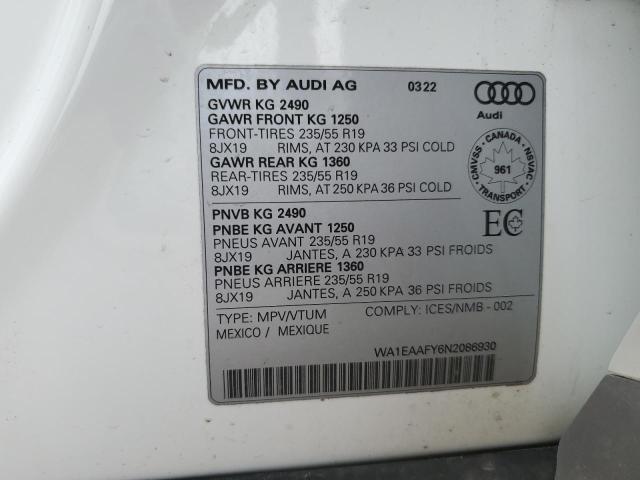 MFD. BY AUDI AG 0322
Audi
GVWR KG 2490
GAWR FRONT KG 1250
FRONT-TIRES 235/55 R19
8JX19 RIMS, AT 230 KPA 33 PSI COLD
GAWR REAR KG 1360
REAR-TIRES 235/55 R19
8JX19 RIMS, AT 250 KPA 36 PSI COLD
CMVSS - CANADA - NSVAC
961
TRANSPORT
PNVB KG 2490
PNBE KG AVANT 1250
PNEUS AVANT 235/55 R19
8JX19 JANTES, A 230 KPA 33 PSI FROIDS
PNBE KG ARRIERE 1360
PNEUS ARRIERE 235/55 R19
8JX19 JANTES, A 250 KPA 36 PSI FROIDS
EC
TYPE: MPV/VTUM COMPLY: ICES/NMB - 002
MEXICO / MEXIQUE
WA1EAAFY6N2086930